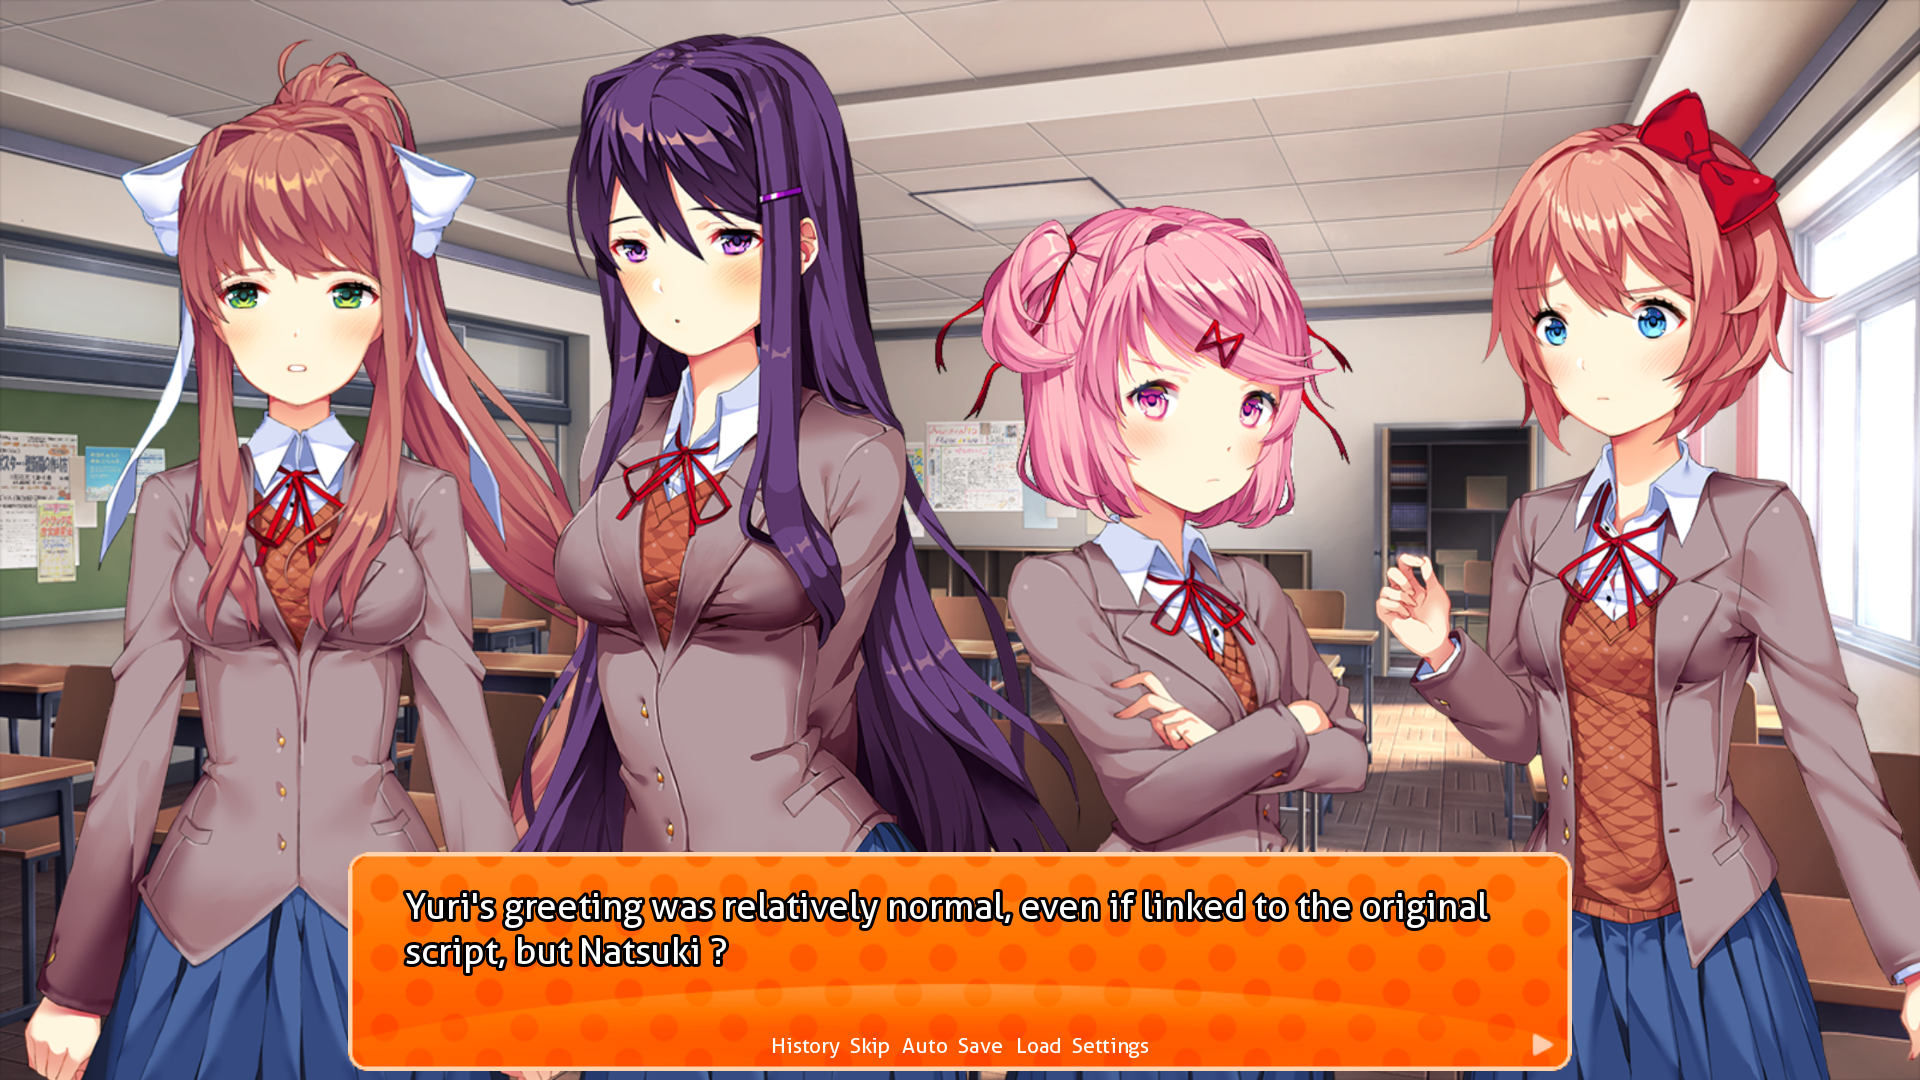 Yuri's greeting was relatively normal, even if linked to the original
script, but Natsuki ?
History Skip Auto Save Load Settings